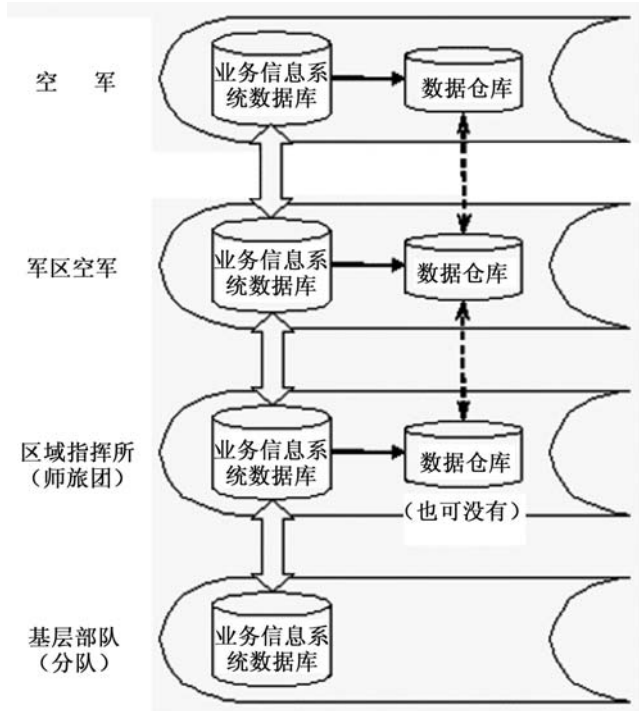 空 军
业务信息系
统数据库
数据仓库
军区空军
业务信息系
统数据库
数据仓库
区域指挥所
（师旅团）
业务信息系
统数据库
数据仓库
（也可没有）
基层部队
（分队）
业务信息系
统数据库